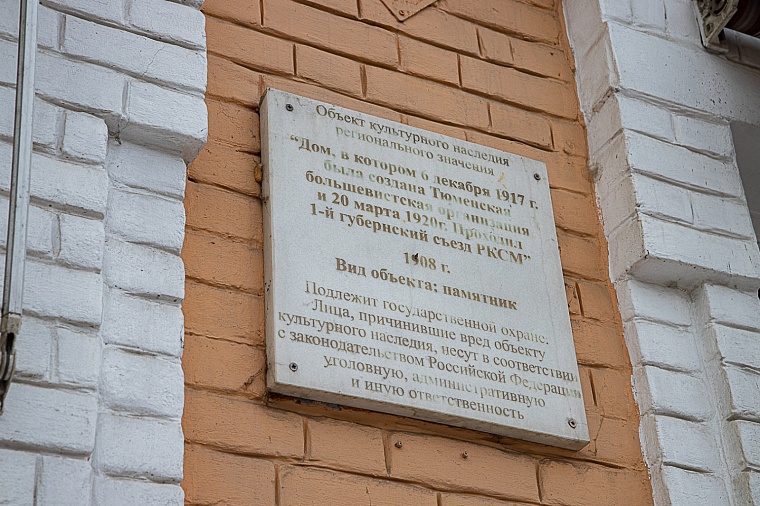 Объект культурного наследия
регионального значения
“Дом, в котором 6 декабря 1917 г.
была создана Тюменская
большевистская организация
и 20 марта 1920г. Проходил
1-й губернский съезд РКСМ”
1908 г.
Вид объекта: памятник
Подлежит государственной охране.
Лица, причинившие вред объекту
культурного наследия, несут в соответствии
с законодательством Российской Федерации
уголовную, административную
и иную ответственность